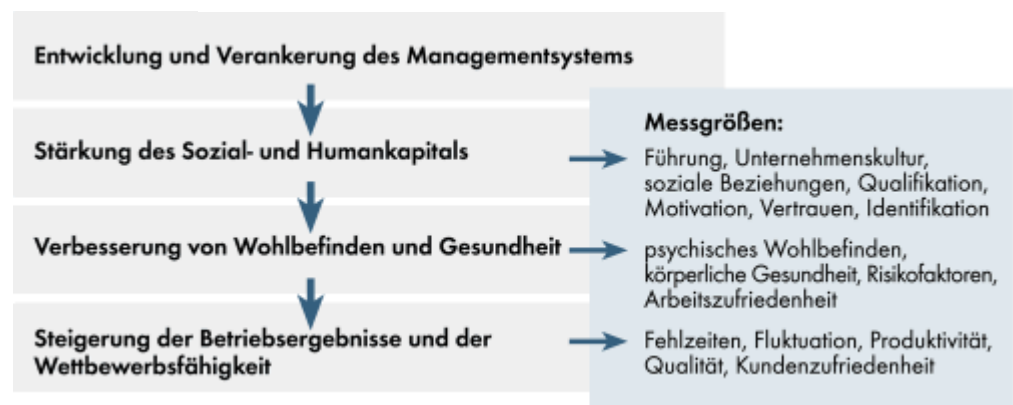 Entwicklung und Verankerung des Managementsystems
Stärkung des Sozial- und Humankapitals
Verbesserung von Wohlbefinden und Gesundheit
Steigerung der Betriebsergebnisse und der
Wettbewerbsfähigkeit
Messgrößen:
Führung, Unternehmenskultur,
soziale Beziehungen, Qualifikation,
Motivation, Vertrauen, Identifikation
psychisches Wohlbefinden,
körperliche Gesundheit, Risikofaktoren,
Arbeitszufriedenheit
Fehlzeiten, Fluktuation, Produktivität,
Qualität, Kundenzufriedenheit